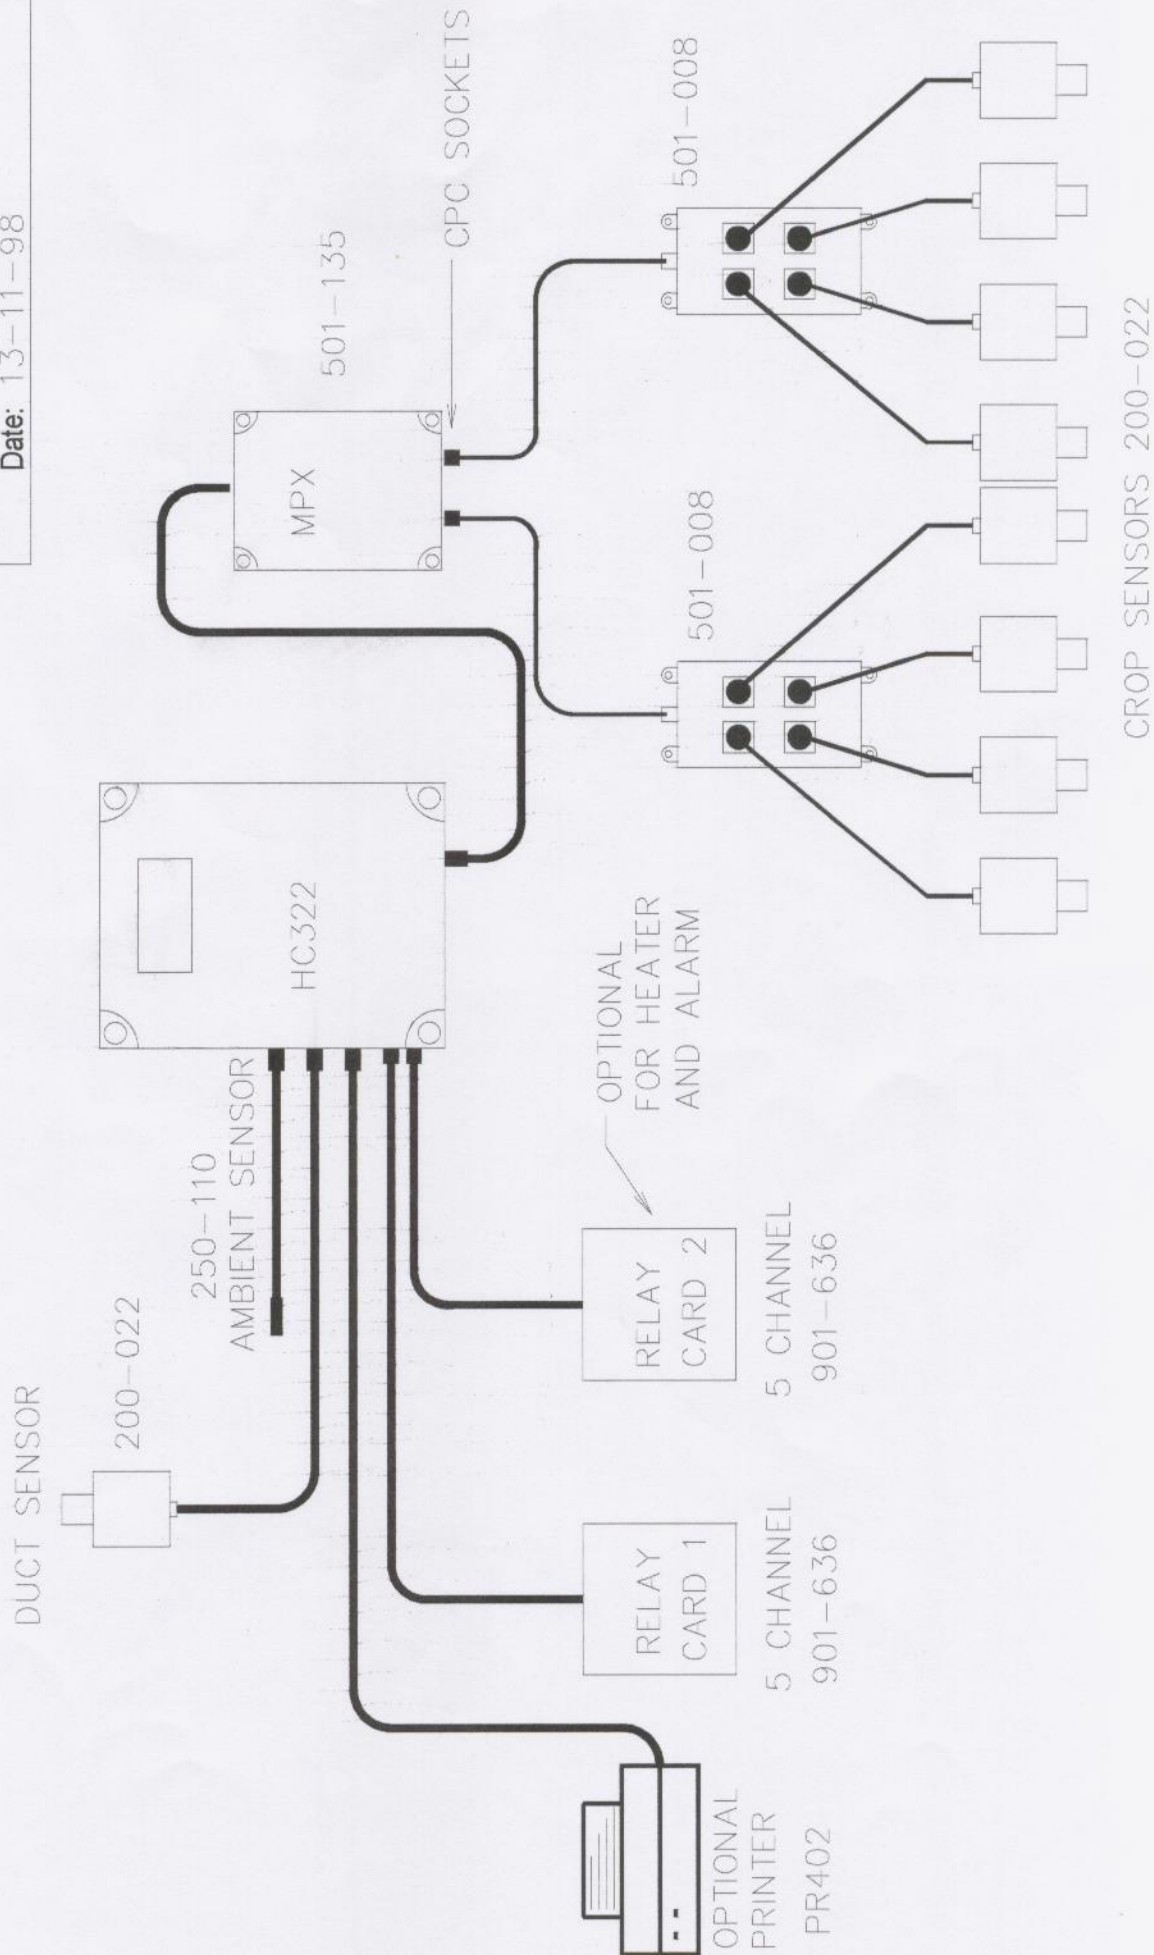 Date: 13-11-98
DUCT SENSOR
200-022
250-110
AMBIENT SENSOR
HC322
MPX
501-135
CPC SOCKETS
OPTIONAL
FOR HEATER
AND ALARM
501-008
501-008
OPTIONAL
PRINTER
PR402
RELAY
CARD 1
5 CHANNEL
901-636
RELAY
CARD 2
5 CHANNEL
901-636
CROP SENSORS 200-022